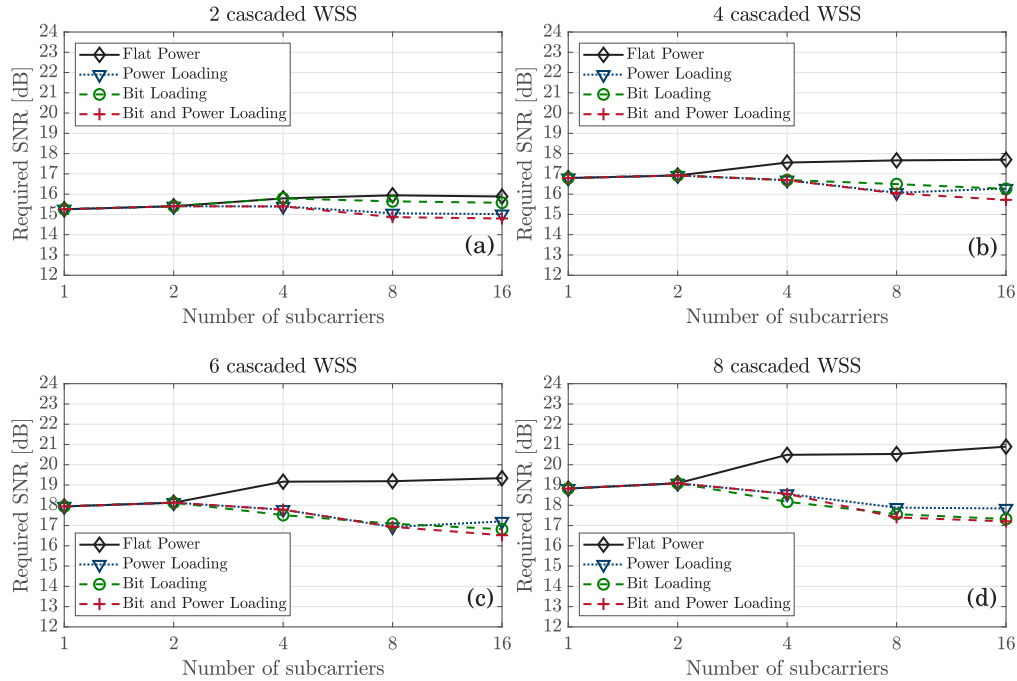 2 cascaded WSS
Required SNR [dB]
24
23
22
21
20
19
18
17
16
15
14
13
12
Flat Power
Power Loading
Bit Loading
Bit and Power Loading
(a)
1 2 4 8 16
Number of subcarriers
4 cascaded WSS
Required SNR [dB]
24
23
22
21
20
19
18
17
16
15
14
13
12
Flat Power
Power Loading
Bit Loading
Bit and Power Loading
(b)
1 2 4 8 16
Number of subcarriers
6 cascaded WSS
Required SNR [dB]
24
23
22
21
20
19
18
17
16
15
14
13
12
Flat Power
Power Loading
Bit Loading
Bit and Power Loading
(c)
1 2 4 8 16
Number of subcarriers
8 cascaded WSS
Required SNR [dB]
24
23
22
21
20
19
18
17
16
15
14
13
12
Flat Power
Power Loading
Bit Loading
Bit and Power Loading
(d)
1 2 4 8 16
Number of subcarriers